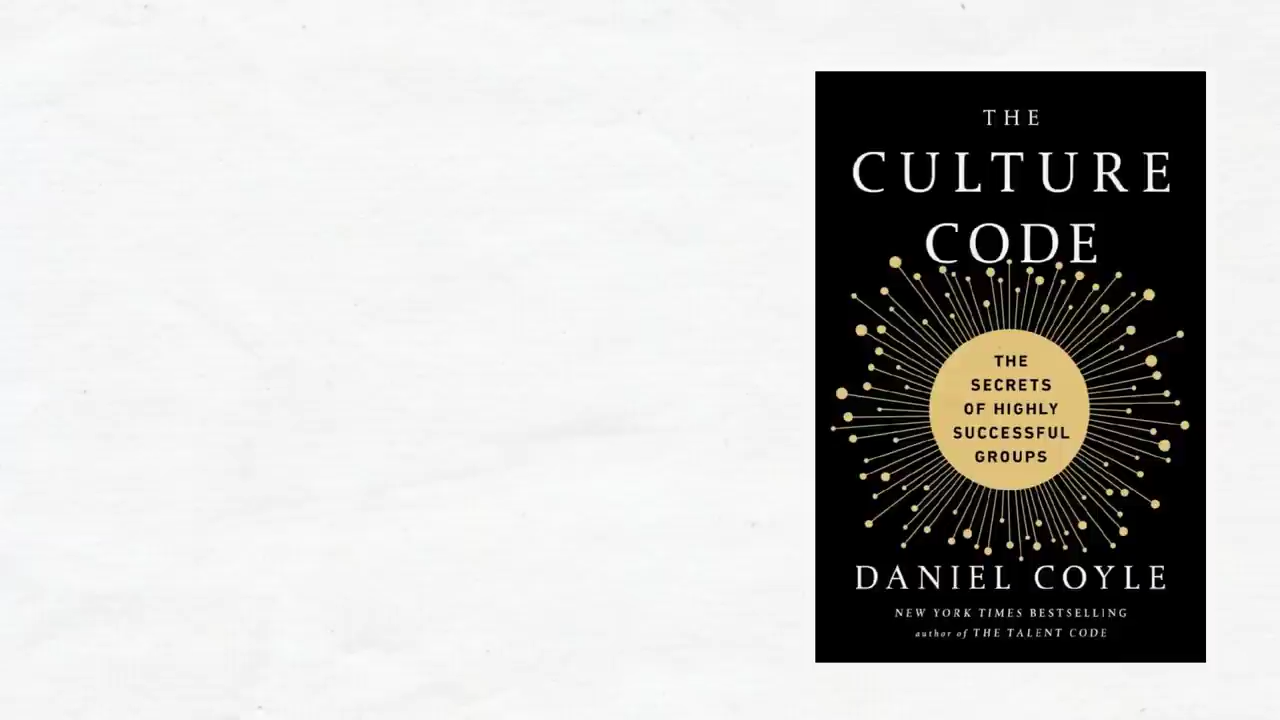 THE
CULTURE
CODE
THE
SECRETS
OF HIGHLY
SUCCESSFUL
GROUPS
DANIEL COYLE
NEW YORK TIMES BESTSELLING
author of THE TALENT CODE